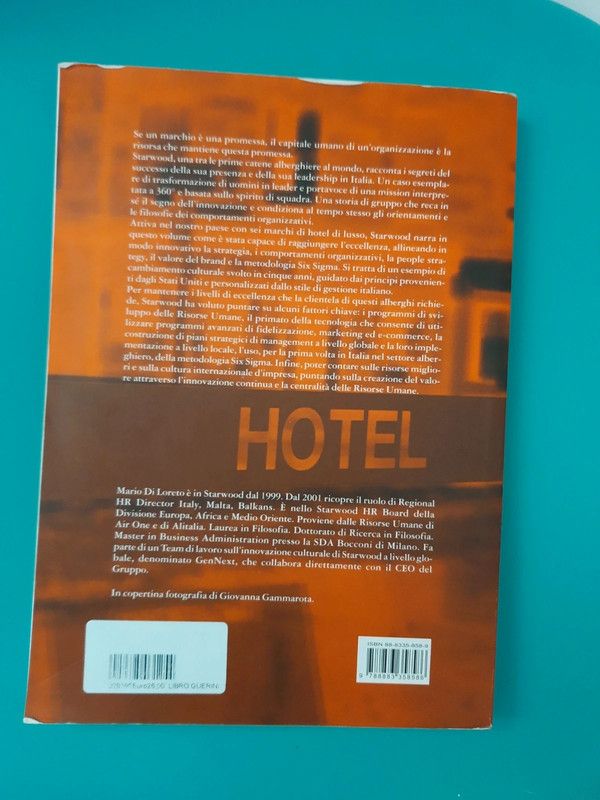 Se un marchio è una promessa, il capitale umano di un'organizzazione è la
risorsa che mantiene questa promessa.
Starwood, una tra le prime catene alberghiere al mondo, racconta i segreti del
successo della sua presenza e della sua leadership in Italia. Un caso esempla-
re di trasformazione di uomini in leader e portavoce di una mission interpre-
tata a 360° e basata sullo spirito di squadra. Una storia di gruppo che reca in
sé il segno dell'innovazione e condiziona al tempo stesso gli orientamenti e
le filosofie dei comportamenti organizzativi.
Attiva nel nostro paese con sei marchi di hotel di lusso, Starwood narra in
questo volume come è stata capace di raggiungere l'eccellenza, allineando in
modo innovativo la strategia, i comportamenti organizzativi, la people stra-
tegy, il valore del brand e la metodologia Six Sigma. Si tratta di un esempio di
cambiamento culturale svolto in cinque anni, guidato dai principi provenien-
ti dagli Stati Uniti e personalizzati dallo stile di gestione italiano.
Per mantenere i livelli di eccellenza che la clientela di questi alberghi richie-
de, Starwood ha voluto puntare su alcuni fattori chiave: i programmi di svi-
luppo delle Risorse Umane, il primato della tecnologia che consente di uti-
lizzare programmi avanzati di fidelizzazione, marketing ed e-commerce, la
costruzione di piani strategici di management a livello globale e la loro imple-
mentazione a livello locale, l'uso, per la prima volta in Italia nel settore alber-
ghiero, della metodologia Six Sigma. Infine, poter contare sulle risorse miglio-
ri e sulla cultura internazionale d'impresa, puntando sulla creazione del valo-
re attraverso l'innovazione continua e la centralità delle Risorse Umane.
HOTEL
Mario Di Loreto è in Starwood dal 1999. Dal 2001 ricopre il ruolo di Regional
HR Director Italy, Malta, Balkans. È nello Starwood HR Board della
Divisione Europa, Africa e Medio Oriente. Proviene dalle Risorse Umane di
Air One e di Alitalia. Laurea in Filosofia. Dottorato di Ricerca in Filosofia.
Master in Business Administration presso la SDA Bocconi di Milano. Fa
parte di un Team di lavoro sull'innovazione culturale di Starwood a livello glo-
bale, denominato GenNext, che collabora direttamente con il CEO del
Gruppo.
In copertina fotografia di Giovanna Gammarota.
ISBN 88-8335-858-9
9 788883 358586
LIBRO GUERINI